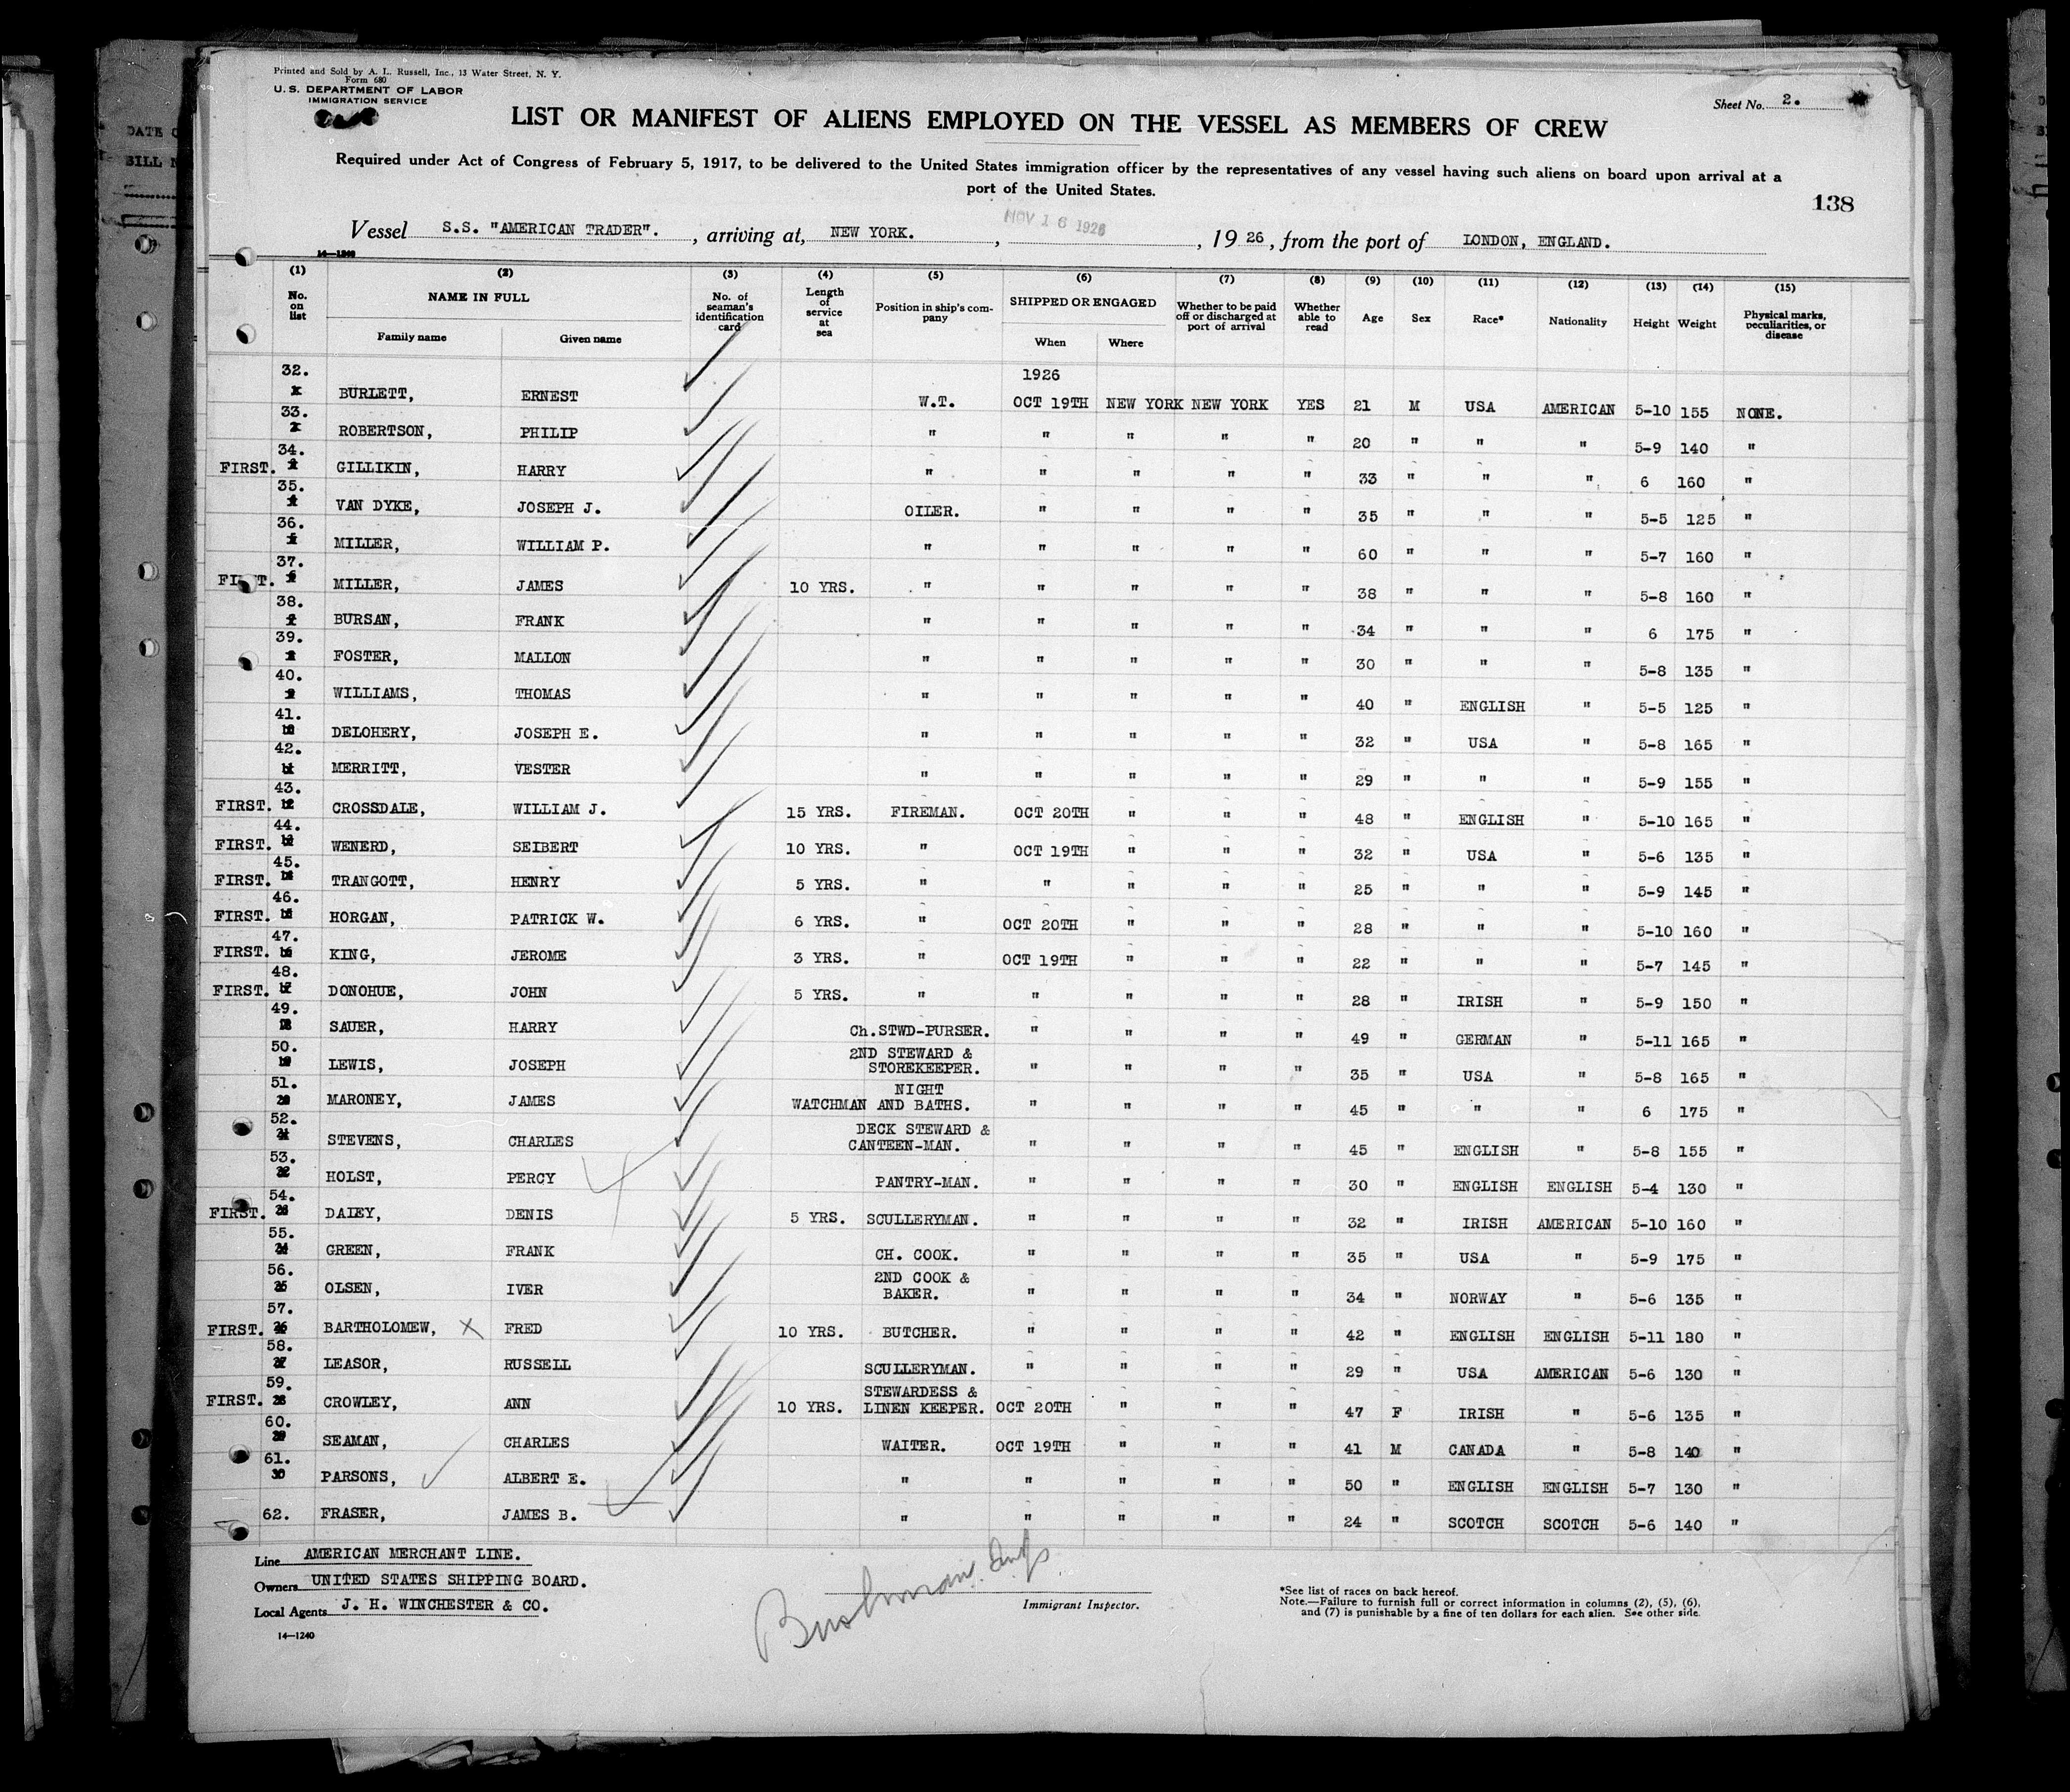 Printed and Sold by A. L. Russell, Inc., 13 Water Street, N. Y.
Form 680
U. S. DEPARTMENT OF LABOR
IMMIGRATION SERVICE
Sheet No. 2.
LIST OR MANIFEST OF ALIENS EMPLOYED ON THE VESSEL AS MEMBERS OF CREW
Required under Act of Congress of February 5, 1917, to be delivered to the United States immigration officer by the representatives of any vessel having such aliens on board upon arrival at a
port of the United States.
138
Vessel S.S. "AMERICAN TRADER". , arriving at, NEW YORK. , NOV 16 1926 , 19 26 , from the port of LONDON, ENGLAND.
14—1240
(1) (2) (3) (4) (5) (6) (7) (8) (9) (10) (11) (12) (13) (14) (15)
No. on list NAME IN FULL Family name Given name No. of seaman's identification card Length of service at sea Position in ship's company SHIPPED OR ENGAGED When Where Whether to be paid off or discharged at port of arrival Whether able to read Age Sex Race* Nationality Height Weight Physical marks, peculiarities, or disease
1926
32. BURLETT, ERNEST W.T. OCT 19TH NEW YORK NEW YORK YES 21 M USA AMERICAN 5-10 155 NONE.
33. ROBERTSON, PHILIP " " " " " 20 " " " 5-9 140 "
FIRST. 34. GILLIKIN, HARRY " " " " " 33 " " " 6 160 "
35. VAN DYKE, JOSEPH J. OILER. " " " " 35 " " " 5-5 125 "
36. MILLER, WILLIAM P. " " " " " 60 " " " 5-7 160 "
FIRST. 37. MILLER, JAMES 10 YRS. " " " " " 38 " " " 5-8 160 "
38. BURSAN, FRANK " " " " " 34 " " " 6 175 "
39. FOSTER, MALLON " " " " " 30 " " " 5-8 135 "
40. WILLIAMS, THOMAS " " " " " 40 " ENGLISH " 5-5 125 "
41. DELOHERY, JOSEPH E. " " " " " 32 " USA " 5-8 165 "
42. MERRITT, VESTER " " " " " 29 " " " 5-9 155 "
FIRST. 43. CROSSDALE, WILLIAM J. 15 YRS. FIREMAN. OCT 20TH " " " 48 " ENGLISH " 5-10 165 "
FIRST. 44. WENERD, SEIBERT 10 YRS. " OCT 19TH " " " 32 " USA " 5-6 135 "
FIRST. 45. TRANGOTT, HENRY 5 YRS. " " " " " 25 " " " 5-9 145 "
FIRST. 46. HORGAN, PATRICK W. 6 YRS. " OCT 20TH " " " 28 " " " 5-10 160 "
FIRST. 47. KING, JEROME 3 YRS. " OCT 19TH " " " 22 " " " 5-7 145 "
FIRST. 48. DONOHUE, JOHN 5 YRS. " " " " " 28 " IRISH " 5-9 150 "
49. SAUER, HARRY Ch.STWD-PURSER. " " " " 49 " GERMAN " 5-11 165 "
50. LEWIS, JOSEPH 2ND STEWARD & STOREKEEPER. " " " " 35 " USA " 5-8 165 "
51. MARONEY, JAMES NIGHT WATCHMAN AND BATHS. " " " " 45 " " " 6 175 "
52. STEVENS, CHARLES DECK STEWARD & CANTEEN-MAN. " " " " 45 " ENGLISH " 5-8 155 "
53. HOLST, PERCY PANTRY-MAN. " " " " 30 " ENGLISH ENGLISH 5-4 130 "
FIRST. 54. DALEY, DENIS 5 YRS. SCULLERYMAN. " " " " 32 " IRISH AMERICAN 5-10 160 "
55. GREEN, FRANK CH. COOK. " " " " 35 " USA " 5-9 175 "
56. OLSEN, IVER 2ND COOK & BAKER. " " " " 34 " NORWAY " 5-6 135 "
FIRST. 57. BARTHOLOMEW, X FRED 10 YRS. BUTCHER. " " " " 42 " ENGLISH ENGLISH 5-11 180 "
58. LEASOR, RUSSELL SCULLERYMAN. " " " " 29 " USA AMERICAN 5-6 130 "
FIRST. 59. CROWLEY, ANN 10 YRS. STEWARDESS & LINEN KEEPER. OCT 20TH " " " 47 F IRISH " 5-6 135 "
60. SEAMAN, CHARLES WAITER. OCT 19TH " " " 41 M CANADA " 5-8 140 "
61. PARSONS, ALBERT E. " " " " " 50 " ENGLISH ENGLISH 5-7 130 "
62. FRASER, JAMES B. " " " " " 24 " SCOTCH SCOTCH 5-6 140 "
Line AMERICAN MERCHANT LINE.
Owners UNITED STATES SHIPPING BOARD.
Local Agents J. H. WINCHESTER & CO.
14—1240
Immigrant Inspector.
*See list of races on back hereof.
Note.—Failure to furnish full or correct information in columns (2), (5), (6),
and (7) is punishable by a fine of ten dollars for each alien. See other side.